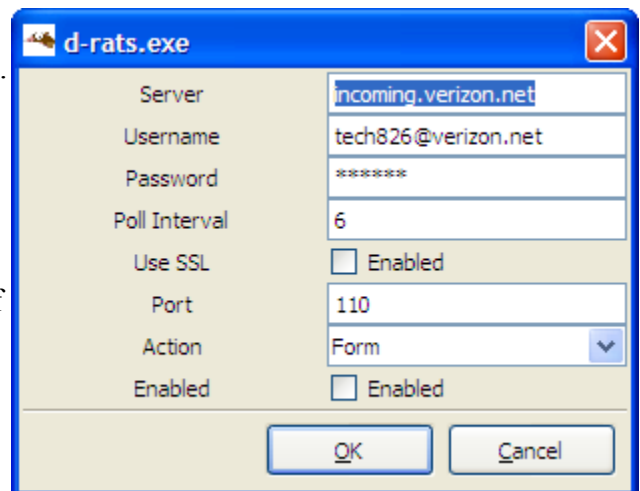 d-rats.exe
.
Server incoming.verizon.net
Username tech826@verizon.net
Password ******
Poll Interval 6
Use SSL Enabled
f
Port 110
Action Form
Enabled Enabled
OK Cancel